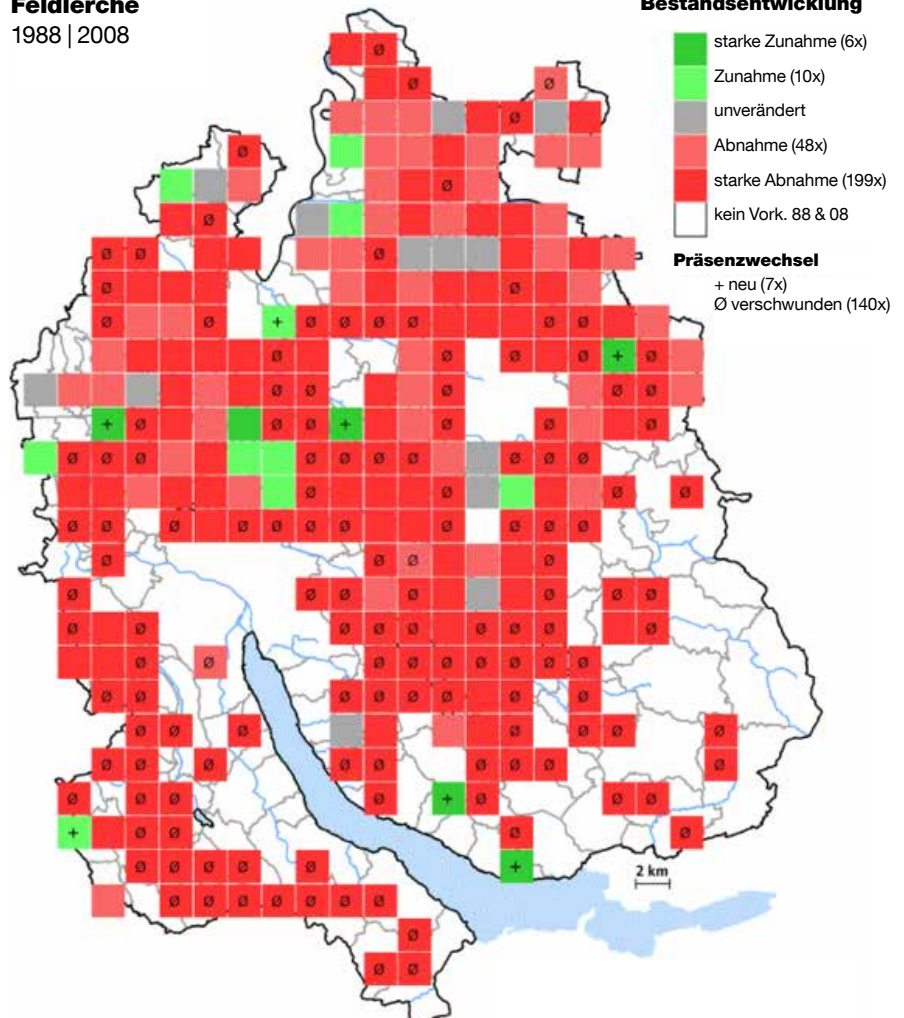 Feldlerche
1988 | 2008
Bestandsentwicklung
starke Zunahme (6x)
Zunahme (10x)
unverändert
Abnahme (48x)
starke Abnahme (199x)
kein Vork. 88 & 08
Präsenzwechsel
+ neu (7x)
Ø verschwunden (140x)
2 km